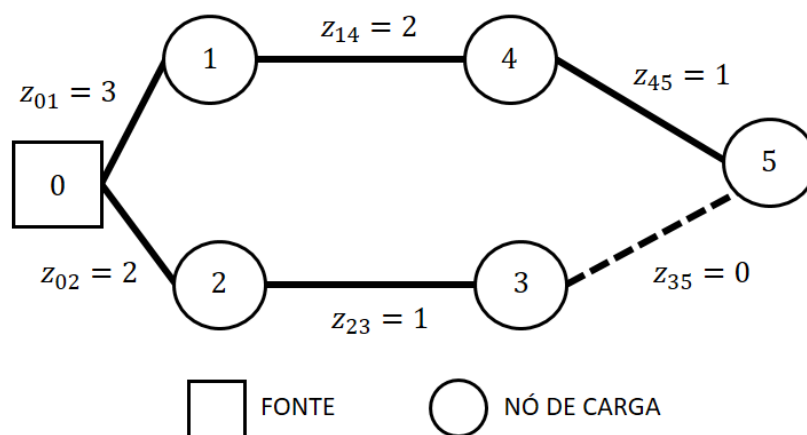 z₁₄ = 2
1
4
z₀₁ = 3
z₄₅ = 1
0
5
z₀₂ = 2
2
3
z₃₅ = 0
z₂₃ = 1
FONTE
NÓ DE CARGA